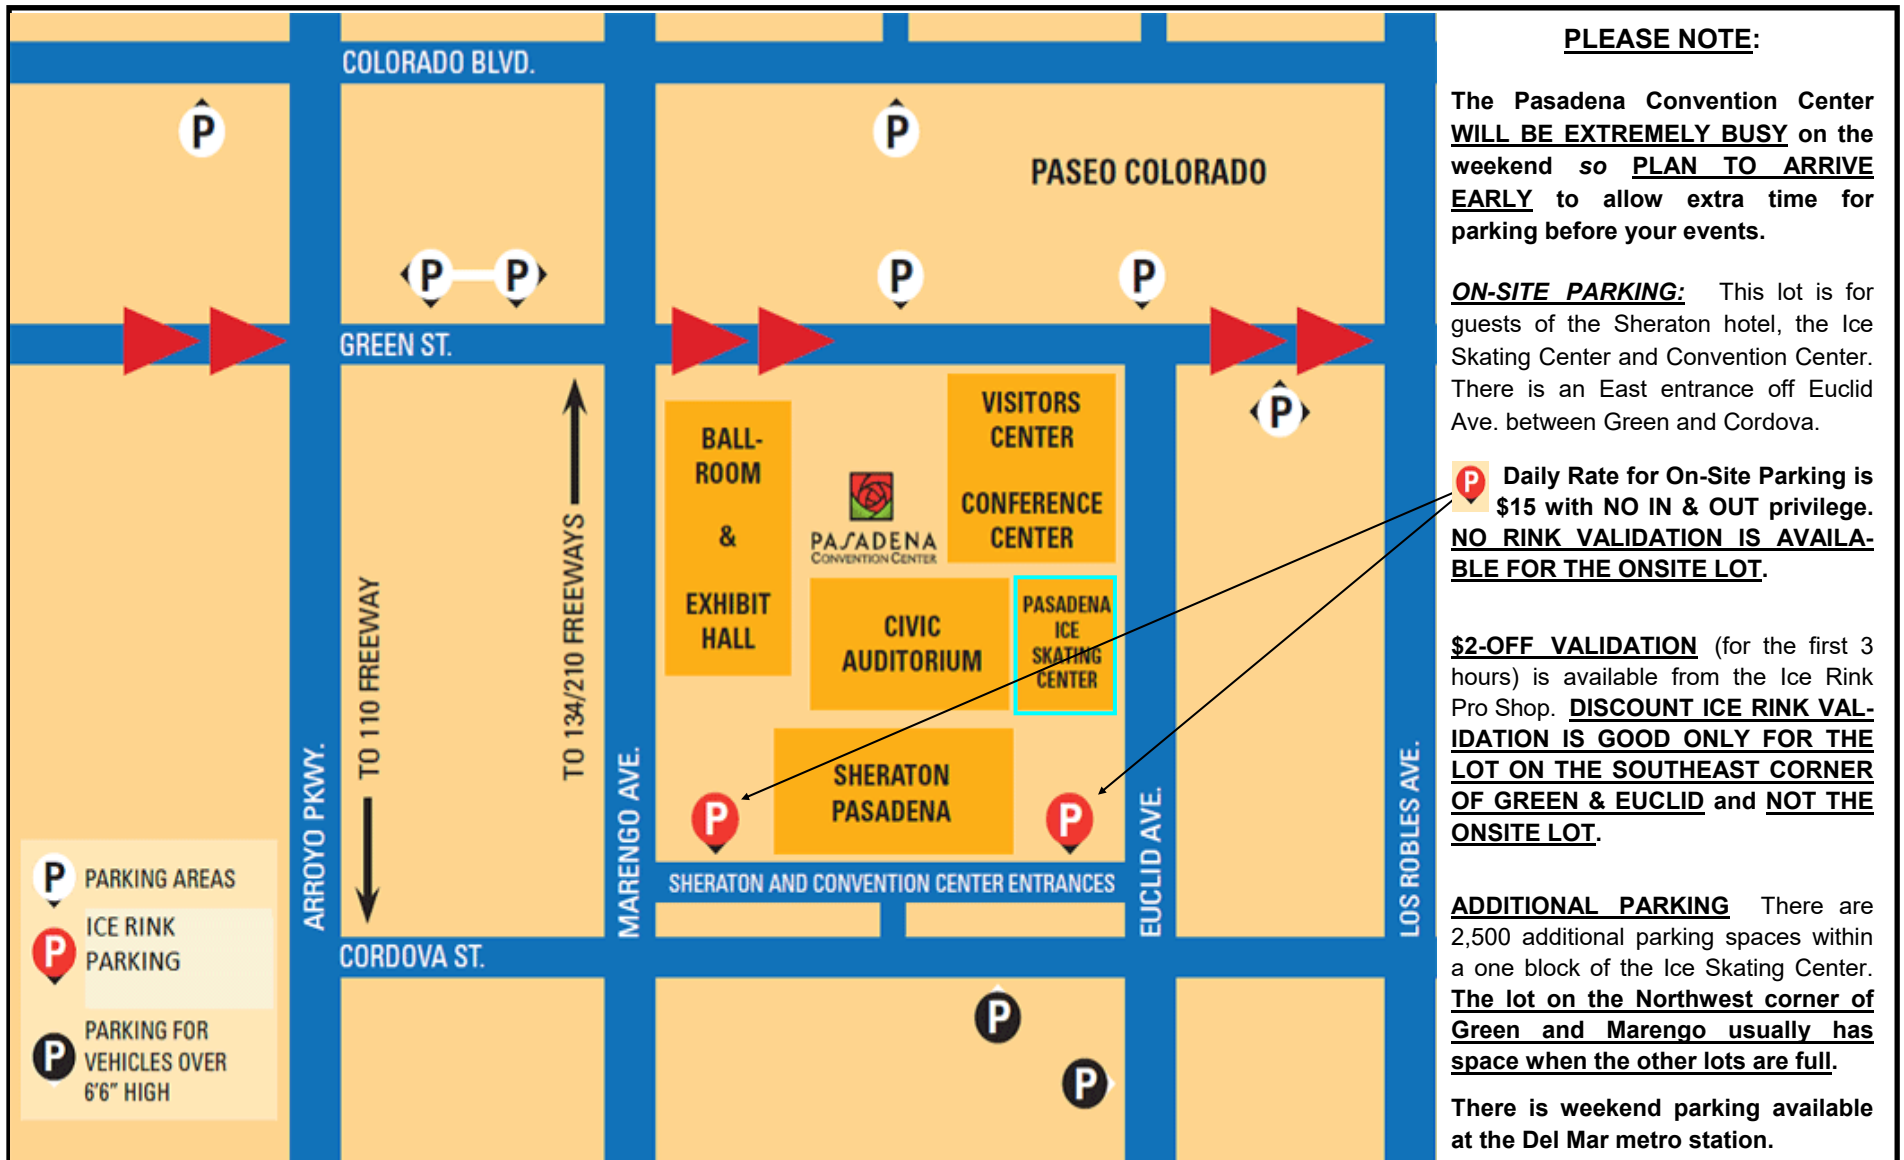 COLORADO BLVD.
P
P
PASEO COLORADO
P P
P
P
GREEN ST.
P
BALL-
ROOM
&
EXHIBIT
HALL
VISITORS
CENTER
CONFERENCE
CENTER
PASADENA
CONVENTION CENTER
CIVIC
AUDITORIUM
PASADENA
ICE
SKATING
CENTER
SHERATON
PASADENA
P
P
SHERATON AND CONVENTION CENTER ENTRANCES
TO 110 FREEWAY
TO 134/210 FREEWAYS
ARROYO PKWY.
MARENGO AVE.
EUCLID AVE.
LOS ROBLES AVE.
CORDOVA ST.
P
P
P PARKING AREAS
P ICE RINK
PARKING
P PARKING FOR
VEHICLES OVER
6'6" HIGH
PLEASE NOTE:
The Pasadena Convention Center
WILL BE EXTREMELY BUSY on the
weekend so PLAN TO ARRIVE
EARLY to allow extra time for
parking before your events.
ON-SITE PARKING: This lot is for
guests of the Sheraton hotel, the Ice
Skating Center and Convention Center.
There is an East entrance off Euclid
Ave. between Green and Cordova.
P Daily Rate for On-Site Parking is
$15 with NO IN & OUT privilege.
NO RINK VALIDATION IS AVAILA-
BLE FOR THE ONSITE LOT.
$2-OFF VALIDATION (for the first 3
hours) is available from the Ice Rink
Pro Shop. DISCOUNT ICE RINK VAL-
IDATION IS GOOD ONLY FOR THE
LOT ON THE SOUTHEAST CORNER
OF GREEN & EUCLID and NOT THE
ONSITE LOT.
ADDITIONAL PARKING There are
2,500 additional parking spaces within
a one block of the Ice Skating Center.
The lot on the Northwest corner of
Green and Marengo usually has
space when the other lots are full.
There is weekend parking available
at the Del Mar metro station.